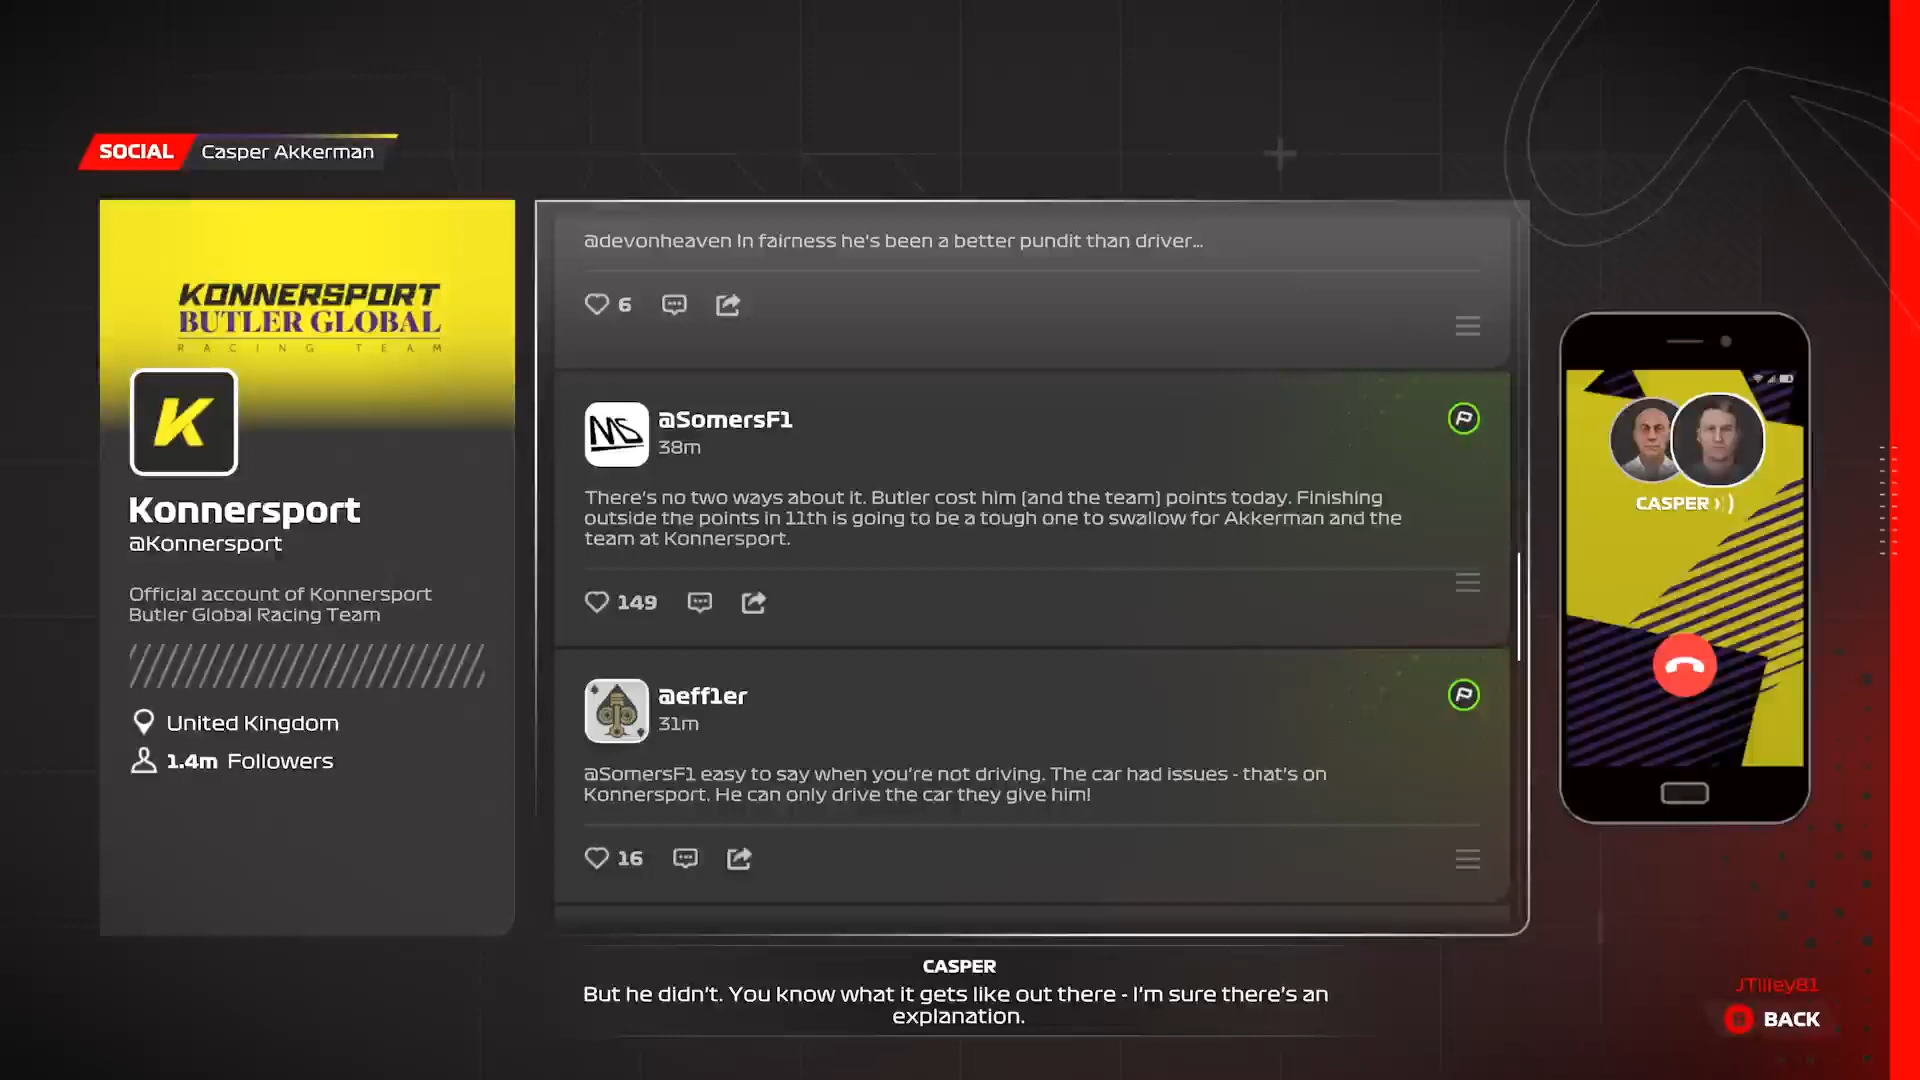 SOCIAL Casper Akkerman
KONNERSPORT
BUTLER GLOBAL
RACING TEAM
K
Konnersport
@Konnersport
Official account of Konnersport
Butler Global Racing Team
United Kingdom
1.4m Followers
@devonheaven In fairness he's been a better pundit than driver...
6
MS
@SomersF1
38m
There's no two ways about it. Butler cost him (and the team) points today. Finishing
outside the points in 11th is going to be a tough one to swallow for Akkerman and the
team at Konnersport.
149
@eff1er
31m
@SomersF1 easy to say when you're not driving. The car had issues - that's on
Konnersport. He can only drive the car they give him!
16
CASPER
CASPER
But he didn't. You know what it gets like out there - I'm sure there's an
explanation.
JTilley81
B BACK